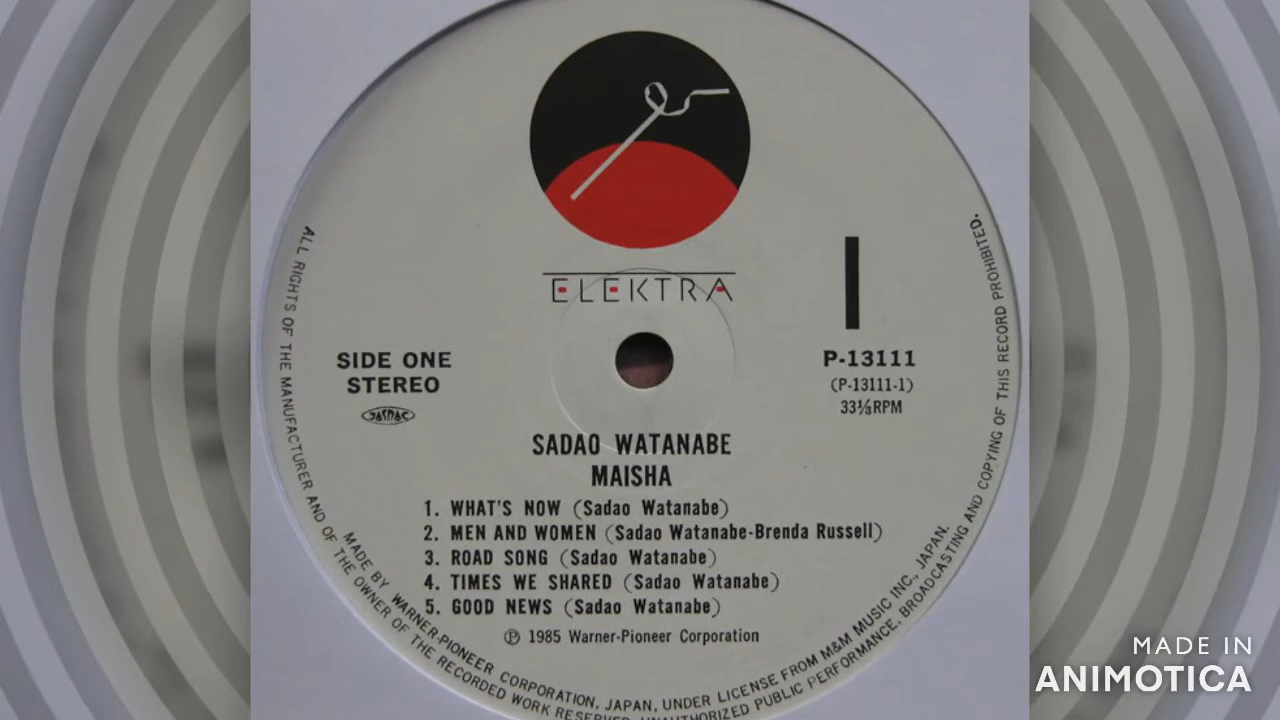 ELEKTRA
I
SIDE ONE
STEREO
JASRAC
P-13111
(P-13111-1)
33⅓RPM
SADAO WATANABE
MAISHA
1. WHAT'S NOW (Sadao Watanabe)
2. MEN AND WOMEN (Sadao Watanabe-Brenda Russell)
3. ROAD SONG (Sadao Watanabe)
4. TIMES WE SHARED (Sadao Watanabe)
5. GOOD NEWS (Sadao Watanabe)
Ⓟ 1985 Warner-Pioneer Corporation
MADE BY WARNER-PIONEER CORPORATION, JAPAN, UNDER LICENSE FROM M&M MUSIC INC., JAPAN.
ALL RIGHTS OF THE MANUFACTURER AND OF THE OWNER OF THE RECORDED WORK RESERVED. UNAUTHORIZED PUBLIC PERFORMANCE, BROADCASTING AND COPYING OF THIS RECORD PROHIBITED.
MADE IN
ANIMOTICA